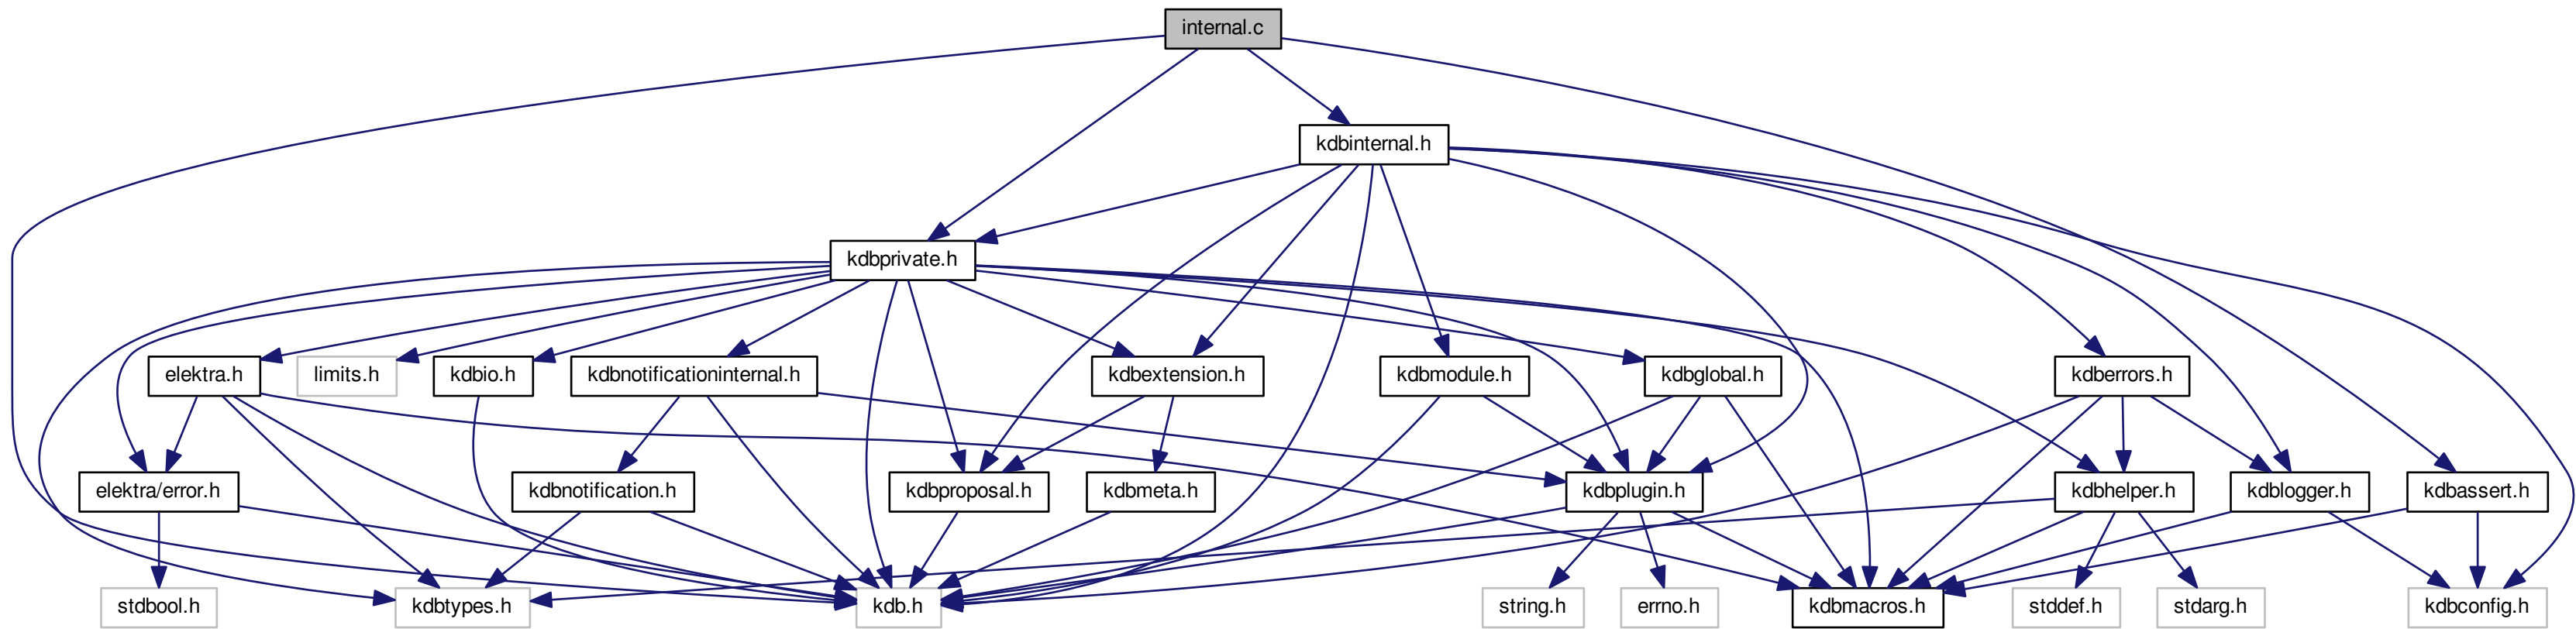 internal.c
kdbinternal.h
kdbprivate.h
elektra.h
limits.h
kdbio.h
kdbnotificationinternal.h
kdbextension.h
kdbmodule.h
kdbglobal.h
kdberrors.h
elektra/error.h
kdbnotification.h
kdbproposal.h
kdbmeta.h
kdbplugin.h
kdbhelper.h
kdblogger.h
kdbassert.h
stdbool.h
kdbtypes.h
kdb.h
string.h
errno.h
kdbmacros.h
stddef.h
stdarg.h
kdbconfig.h